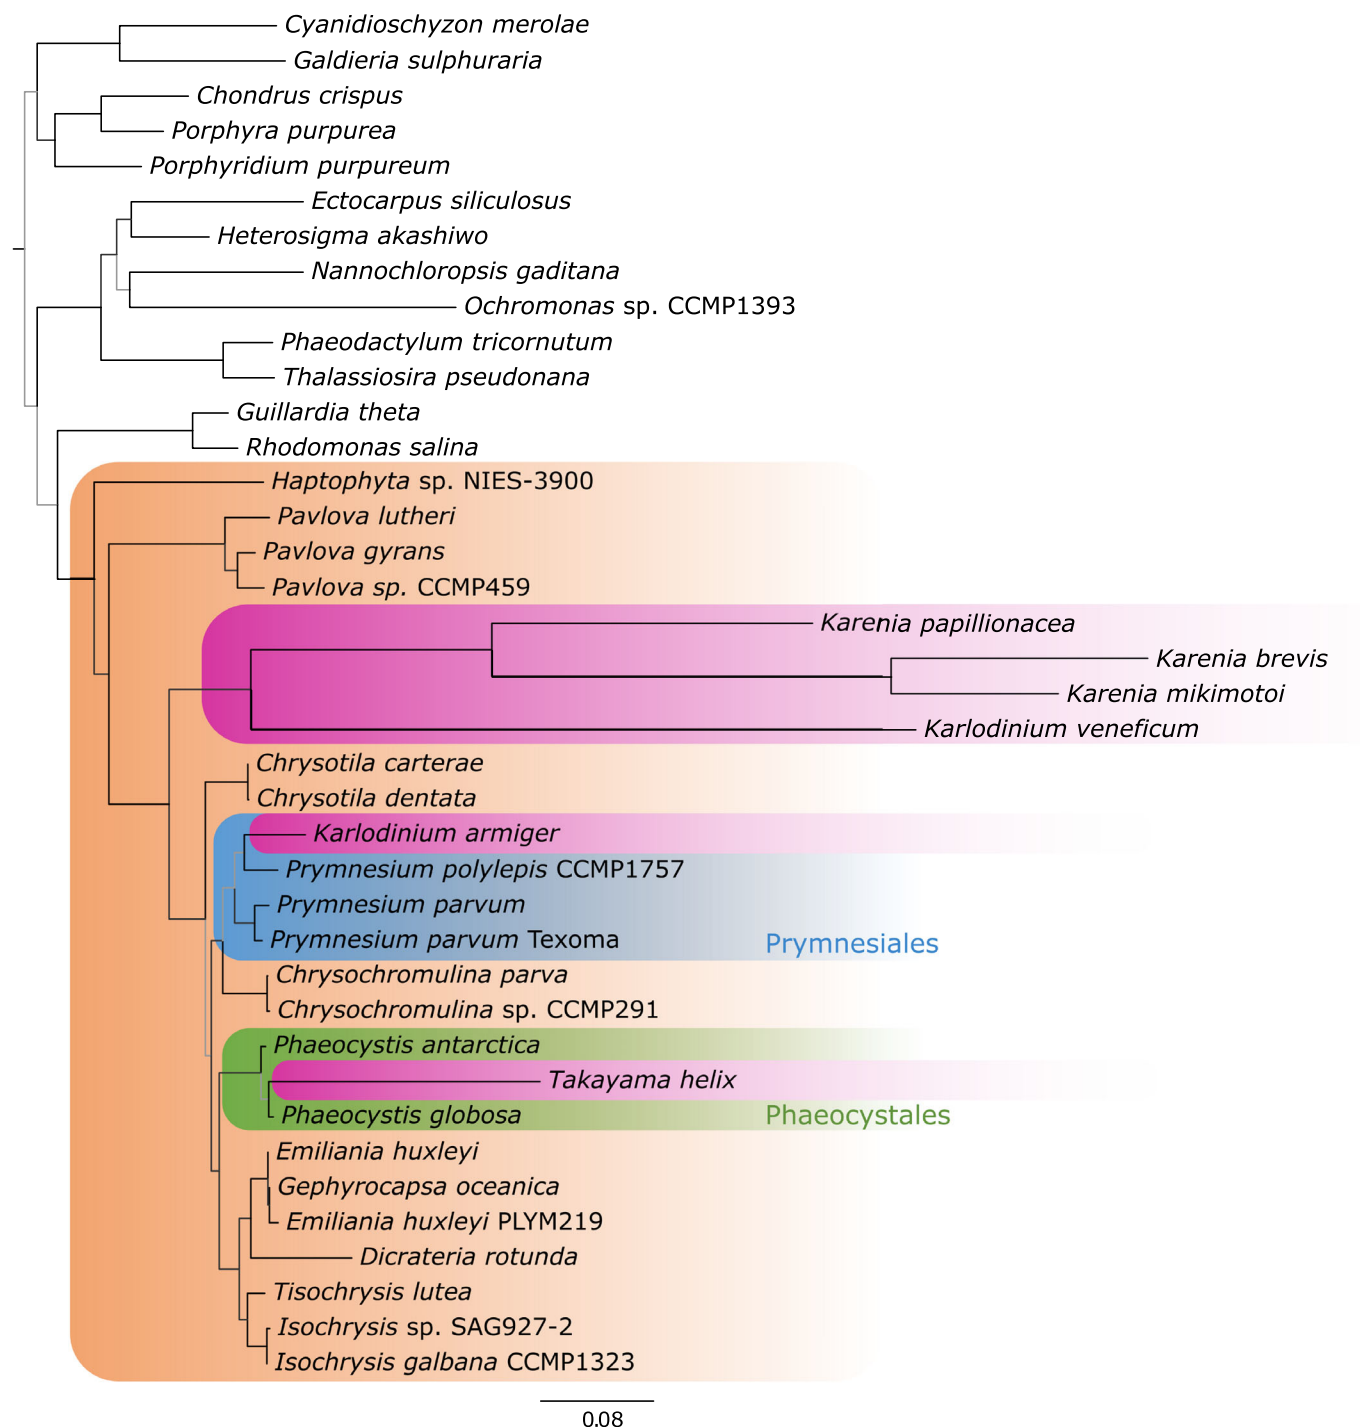 Cyanidioschyzon merolae
Galdieria sulphuraria
Chondrus crispus
Porphyra purpurea
Porphyridium purpureum
Ectocarpus siliculosus
Heterosigma akashiwo
Nannochloropsis gaditana
Ochromonas sp. CCMP1393
Phaeodactylum tricornutum
Thalassiosira pseudonana
Guillardia theta
Rhodomonas salina
Haptophyta sp. NIES-3900
Pavlova lutheri
Pavlova gyrans
Pavlova sp. CCMP459
Karenia papillionacea
Karenia brevis
Karenia mikimotoi
Karlodinium veneficum
Chrysotila carterae
Chrysotila dentata
Karlodinium armiger
Prymnesium polylepis CCMP1757
Prymnesium parvum
Prymnesium parvum Texoma
Prymnesiales
Chrysochromulina parva
Chrysochromulina sp. CCMP291
Phaeocystis antarctica
Takayama helix
Phaeocystis globosa
Phaeocystales
Emiliania huxleyi
Gephyrocapsa oceanica
Emiliania huxleyi PLYM219
Dicrateria rotunda
Tisochrysis lutea
Isochrysis sp. SAG927-2
Isochrysis galbana CCMP1323
0.08